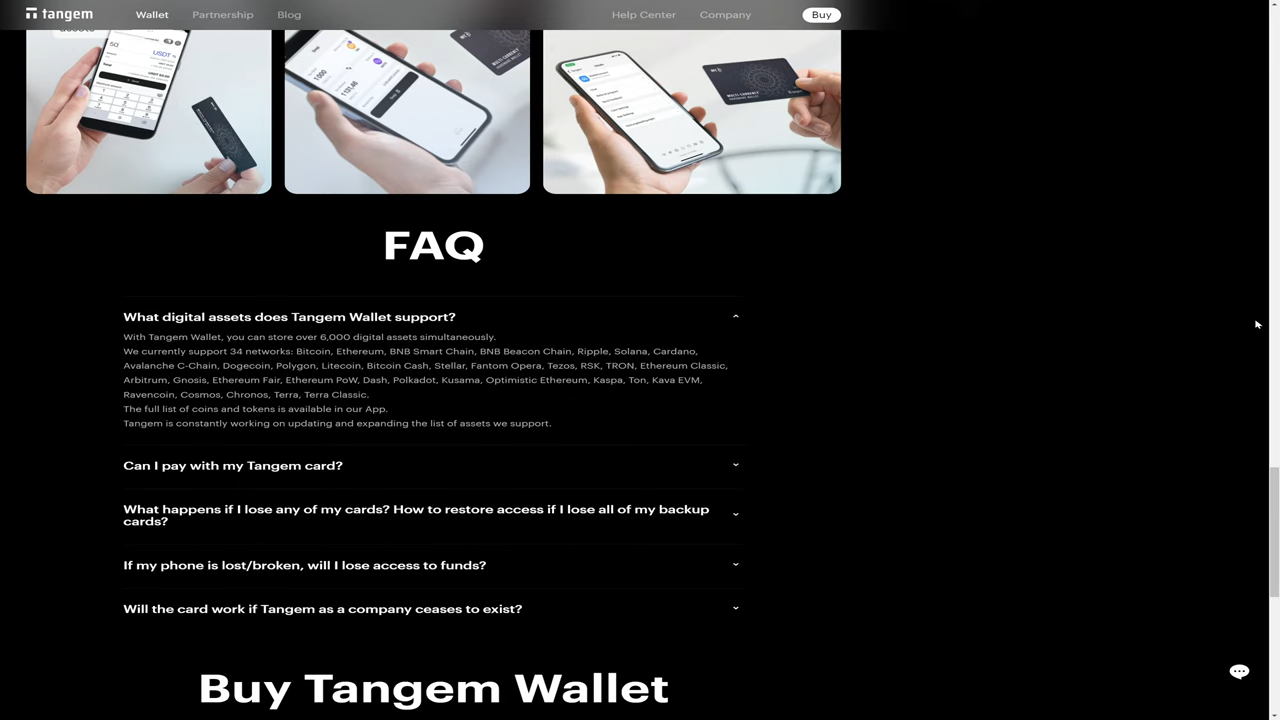 tangem Wallet Partnership Blog Help Center Company Buy
assets
USDT
MULTI-CURRENCY
HARDWARE WALLET
FAQ
What digital assets does Tangem Wallet support?
With Tangem Wallet, you can store over 6,000 digital assets simultaneously.
We currently support 34 networks: Bitcoin, Ethereum, BNB Smart Chain, BNB Beacon Chain, Ripple, Solana, Cardano,
Avalanche C-Chain, Dogecoin, Polygon, Litecoin, Bitcoin Cash, Stellar, Fantom Opera, Tezos, RSK, TRON, Ethereum Classic,
Arbitrum, Gnosis, Ethereum Fair, Ethereum PoW, Dash, Polkadot, Kusama, Optimistic Ethereum, Kaspa, Ton, Kava EVM,
Ravencoin, Cosmos, Chronos, Terra, Terra Classic.
The full list of coins and tokens is available in our App.
Tangem is constantly working on updating and expanding the list of assets we support.
Can I pay with my Tangem card?
What happens if I lose any of my cards? How to restore access if I lose all of my backup
cards?
If my phone is lost/broken, will I lose access to funds?
Will the card work if Tangem as a company ceases to exist?
Buy Tangem Wallet